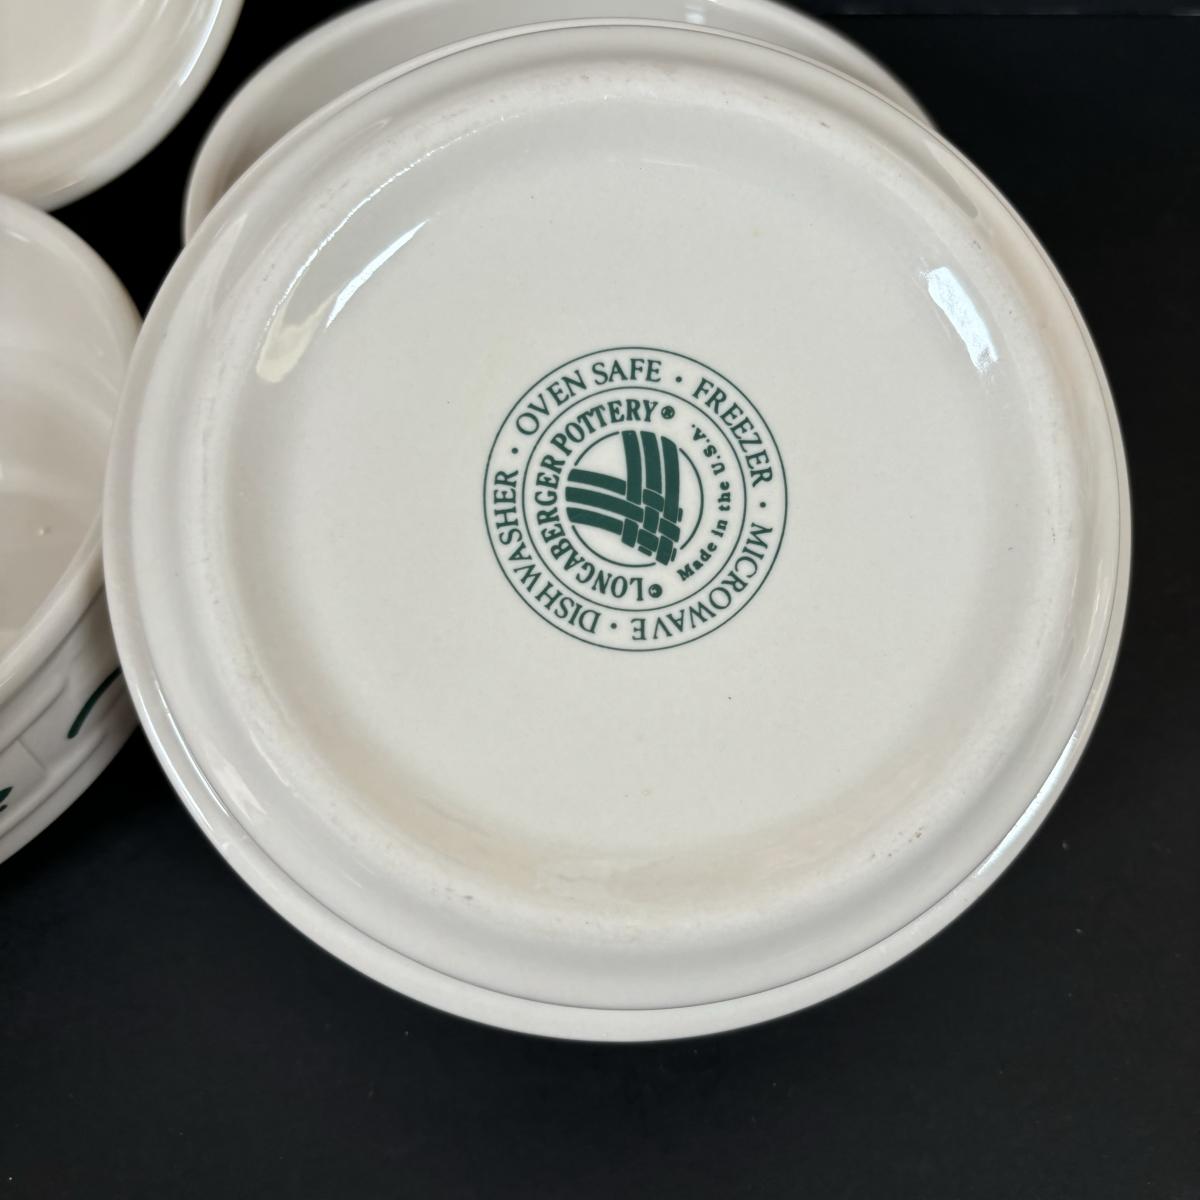 OVEN SAFE · FREEZER · MICROWAVE · DISHWASHER ·
LONGABERGER POTTERY®
Made in the U.S.A.